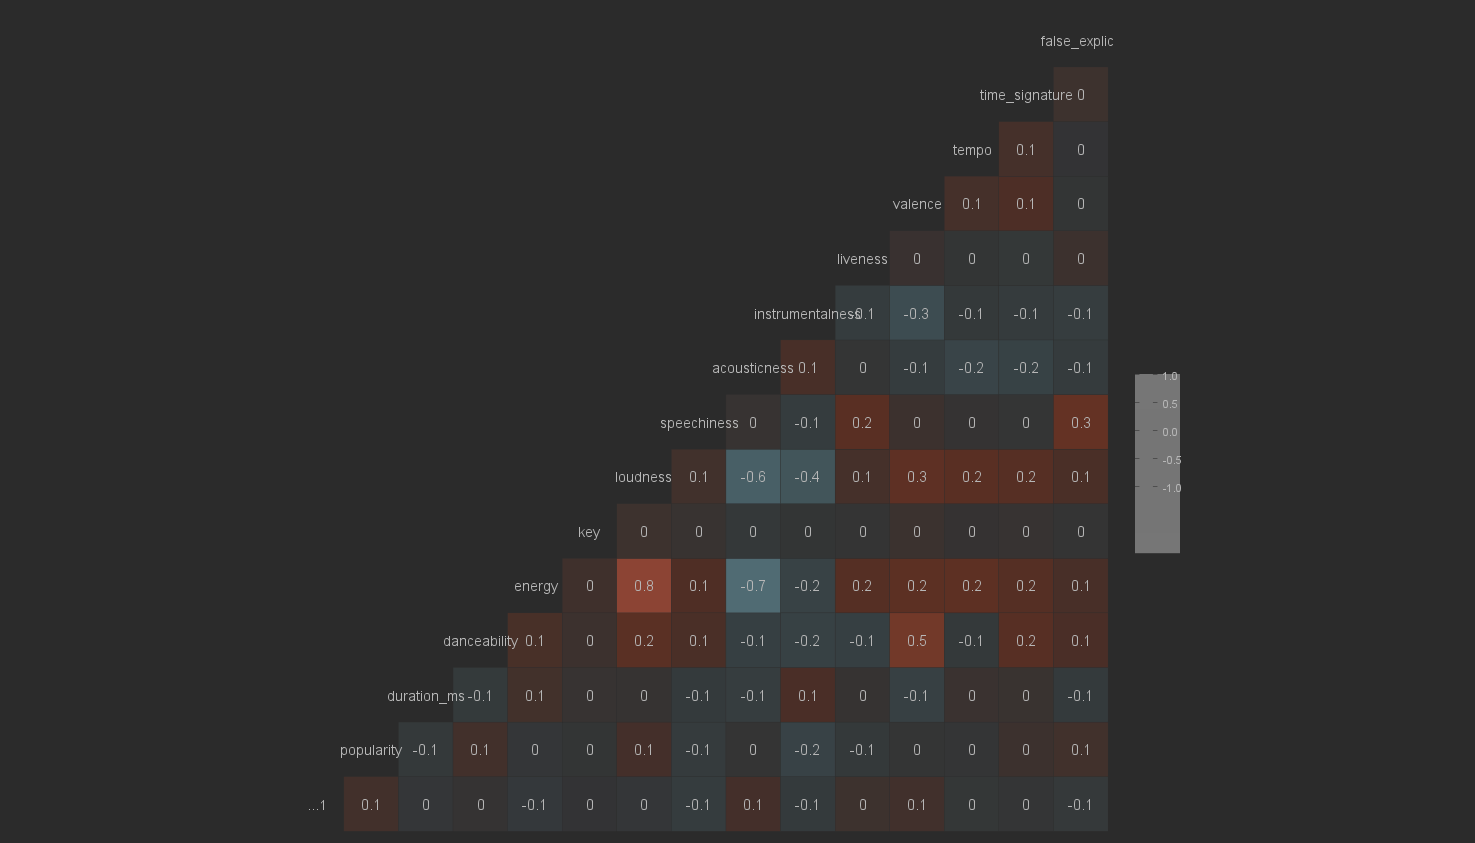 false_explic
time_signature 0
tempo 0.1 0
valence 0.1 0.1 0
liveness 0 0 0 0
instrumentalness -0.1 -0.3 -0.1 -0.1 -0.1
acousticness 0.1 0 -0.1 -0.2 -0.2 -0.1
1.0
speechiness 0 -0.1 0.2 0 0 0 0.3
0.5
0.0
loudness 0.1 -0.6 -0.4 0.1 0.3 0.2 0.2 0.1
-0.5
-1.0
key 0 0 0 0 0 0 0 0 0
energy 0 0.8 0.1 -0.7 -0.2 0.2 0.2 0.2 0.2 0.1
danceability 0.1 0 0.2 0.1 -0.1 -0.2 -0.1 0.5 -0.1 0.2 0.1
duration_ms -0.1 0.1 0 0 -0.1 -0.1 0.1 0 -0.1 0 0 -0.1
popularity -0.1 0.1 0 0 0.1 -0.1 0 -0.2 -0.1 0 0 0 0.1
...1 0.1 0 0 -0.1 0 0 -0.1 0.1 -0.1 0 0.1 0 0 -0.1